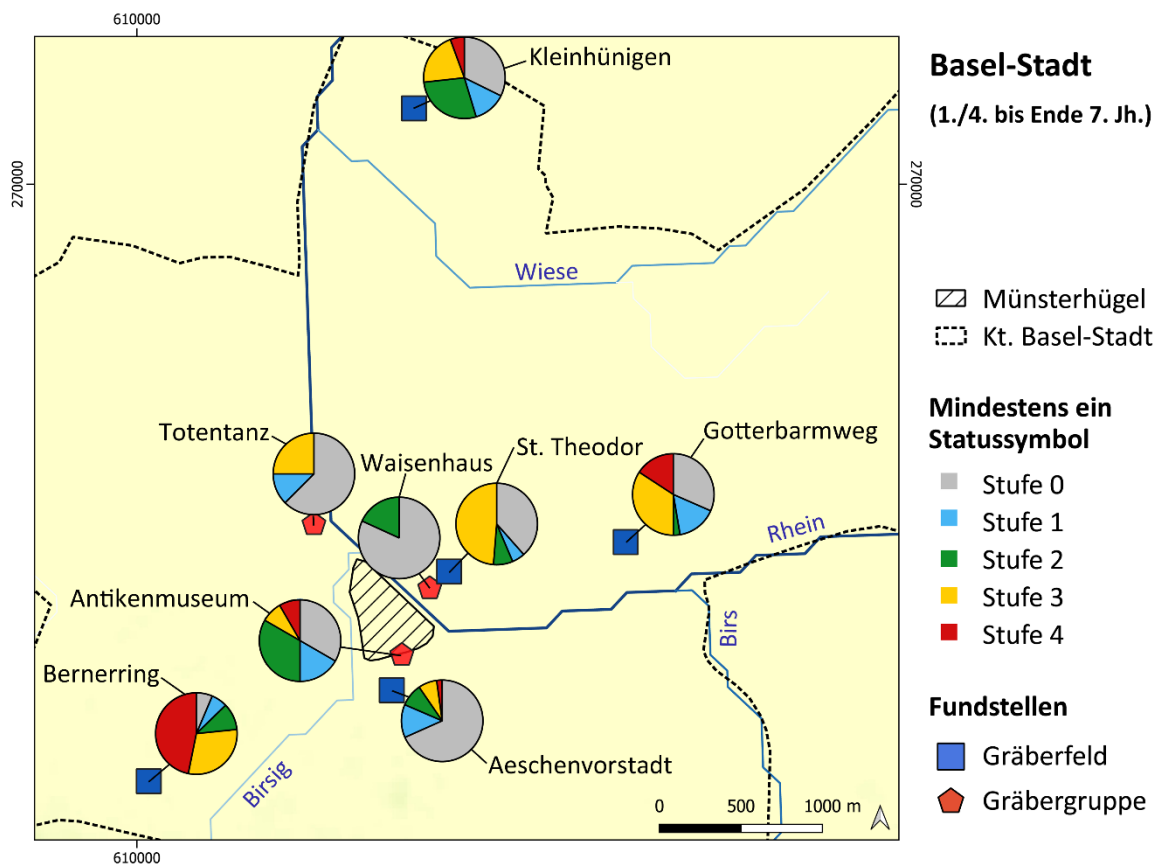 610000
Kleinhünigen
Basel-Stadt
(1./4. bis Ende 7. Jh.)
270000
270000
Wiese
Münsterhügel
Kt. Basel-Stadt
Mindestens ein
Statussymbol
Stufe 0
Stufe 1
Stufe 2
Stufe 3
Stufe 4
Totentanz
Waisenhaus
St. Theodor
Gotterbarmweg
Rhein
Antikenmuseum
Birs
Bernerring
Aeschenvorstadt
Birsig
Fundstellen
Gräberfeld
Gräbergruppe
0 500 1000 m
610000